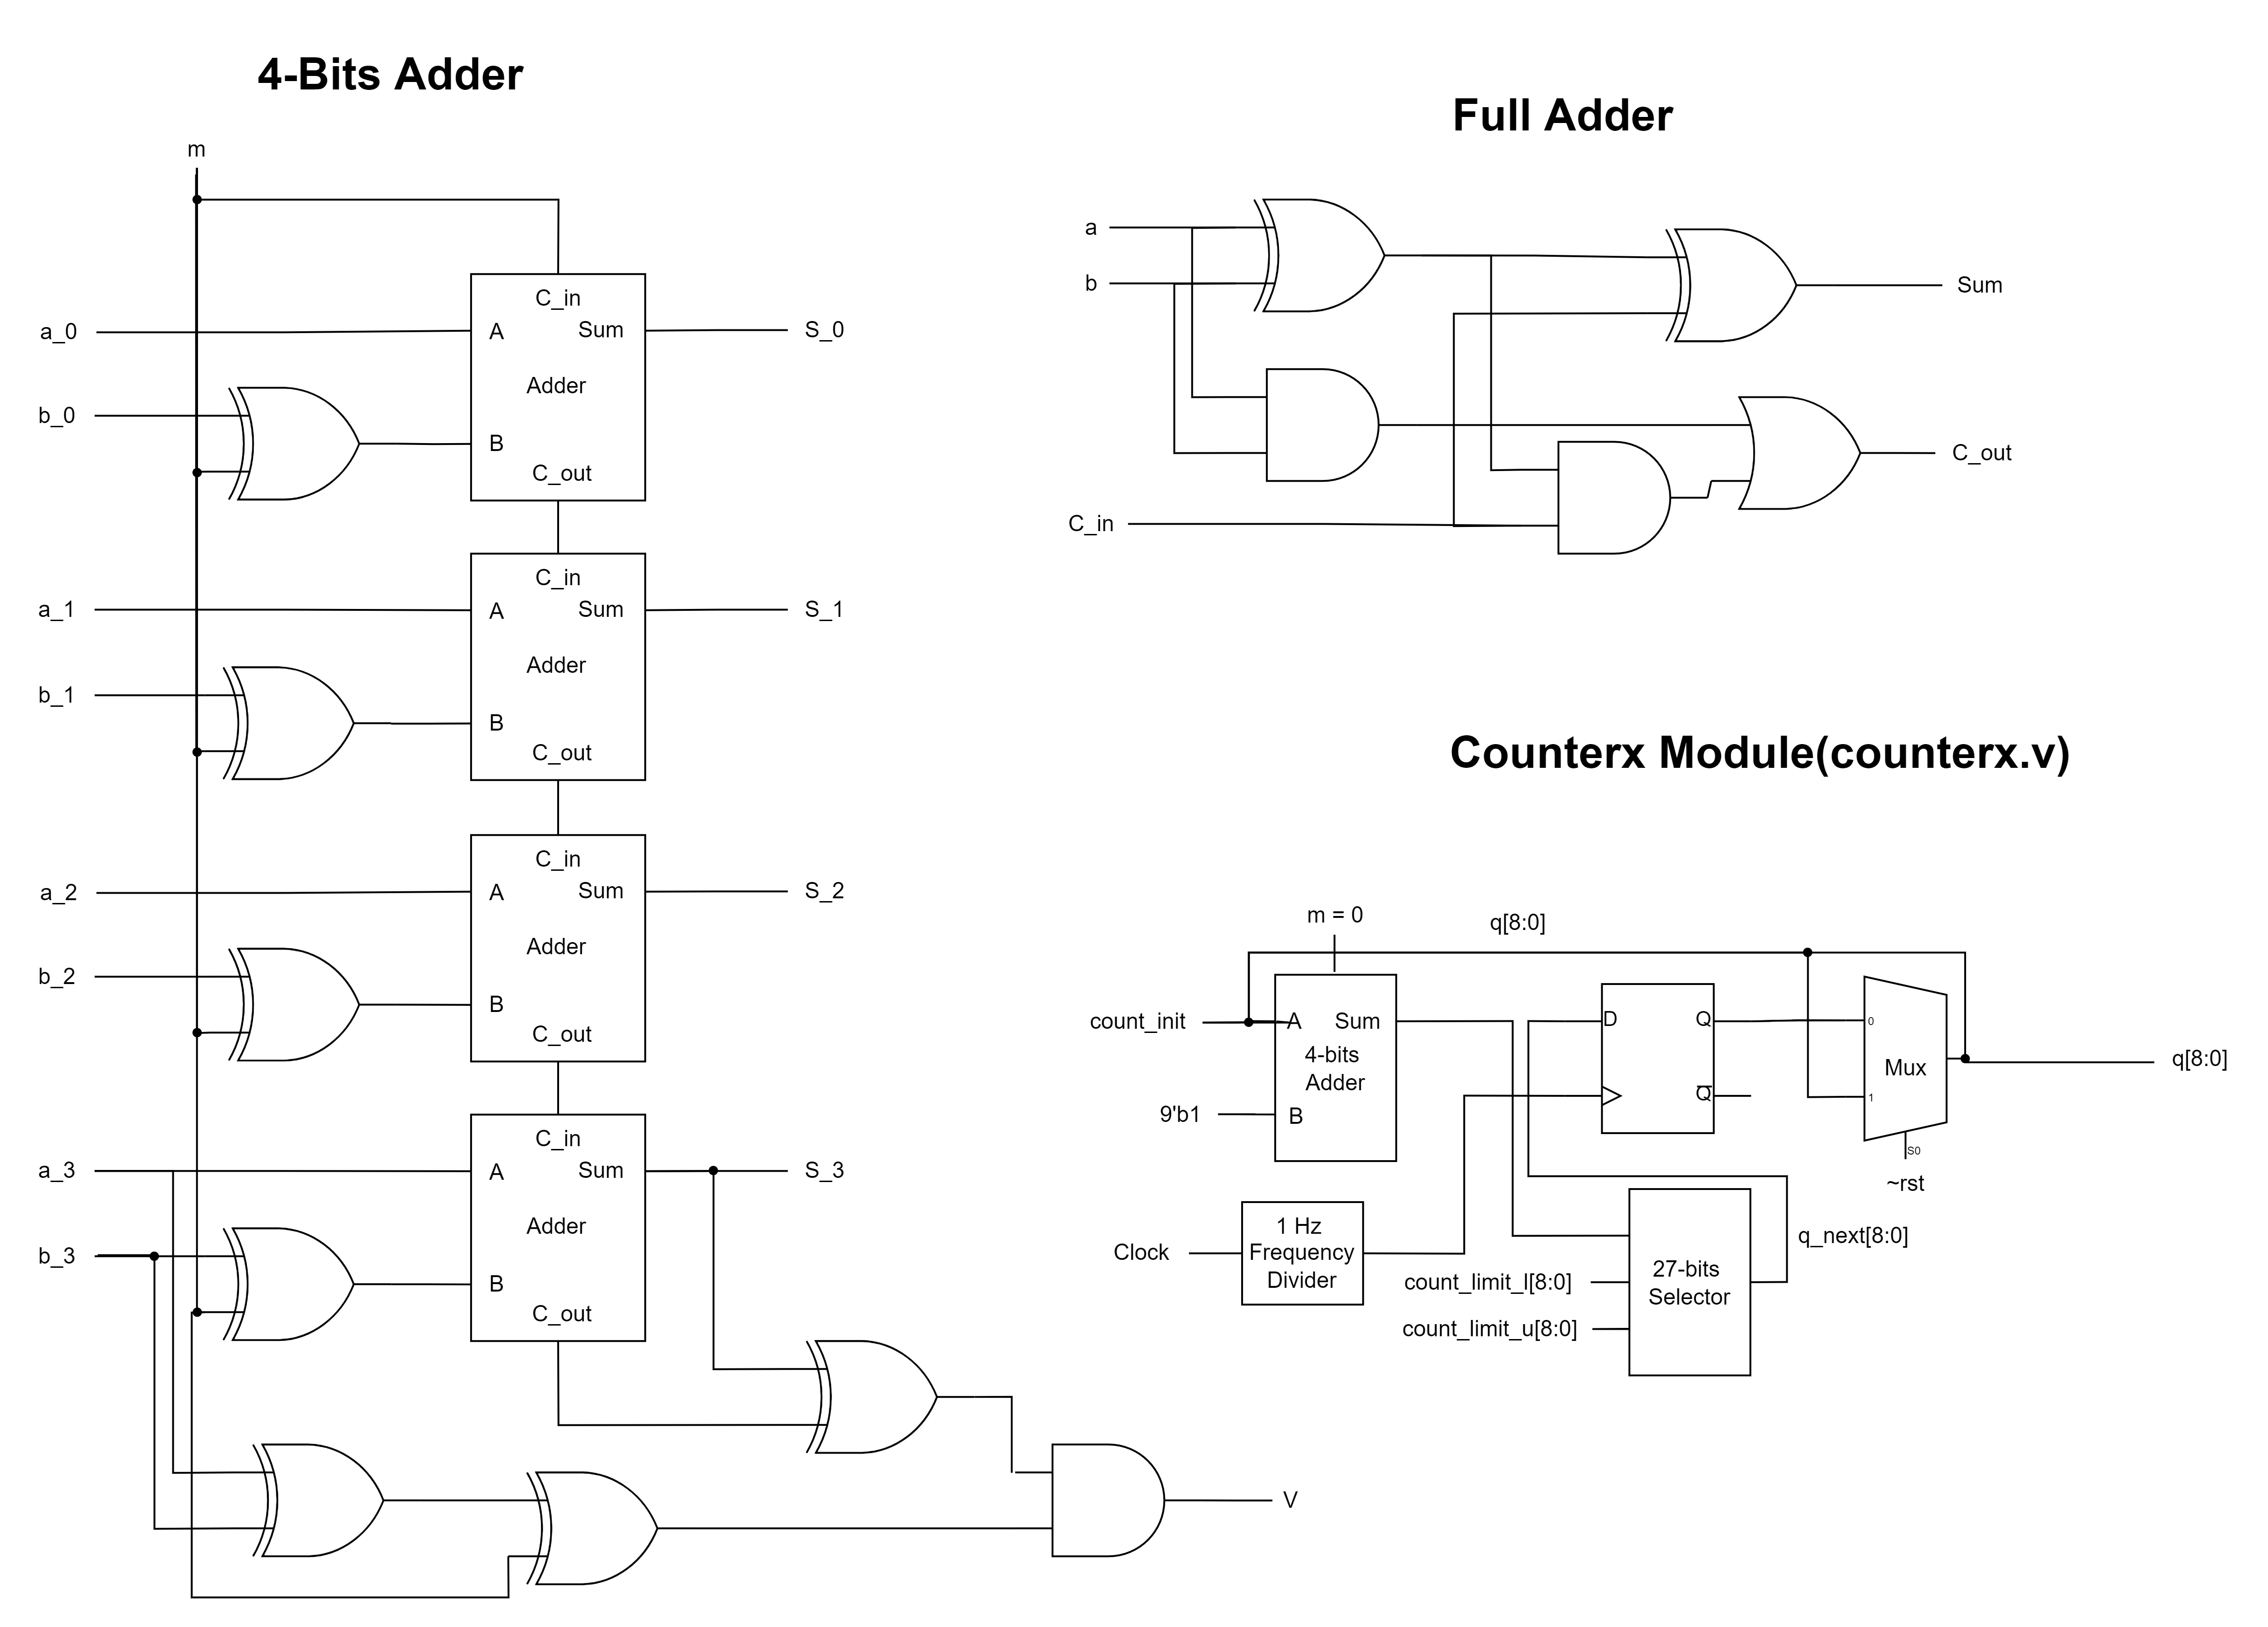 4-Bits Adder
m
C_in
a_0
A
Sum
S_0
Adder
b_0
B
C_out
C_in
a_1
A
Sum
S_1
Adder
b_1
B
C_out
C_in
a_2
A
Sum
S_2
Adder
b_2
B
C_out
C_in
a_3
A
Sum
S_3
Adder
b_3
B
C_out
V
Full Adder
a
b
Sum
C_out
C_in
Counterx Module(counterx.v)
m = 0
q[8:0]
count_init
A
Sum
4-bits
Adder
9'b1
B
D
Q
Q
0
Mux
1
S0
~rst
q[8:0]
Clock
1 Hz
Frequency
Divider
count_limit_l[8:0]
count_limit_u[8:0]
27-bits
Selector
q_next[8:0]